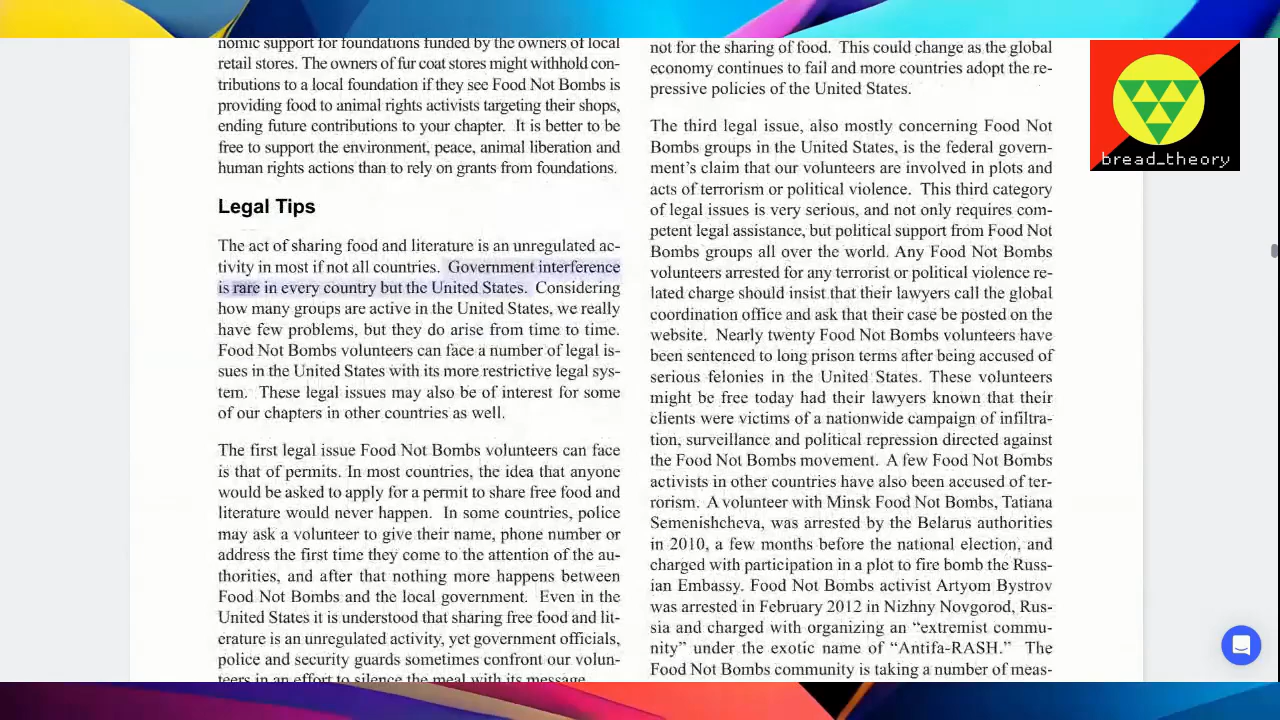 nomic support for foundations funded by the owners of local
retail stores. The owners of fur coat stores might withhold con-
tributions to a local foundation if they see Food Not Bombs is
providing food to animal rights activists targeting their shops,
ending future contributions to your chapter. It is better to be
free to support the environment, peace, animal liberation and
human rights actions than to rely on grants from foundations.
Legal Tips
The act of sharing food and literature is an unregulated ac-
tivity in most if not all countries. Government interference
is rare in every country but the United States. Considering
how many groups are active in the United States, we really
have few problems, but they do arise from time to time.
Food Not Bombs volunteers can face a number of legal is-
sues in the United States with its more restrictive legal sys-
tem. These legal issues may also be of interest for some
of our chapters in other countries as well.
The first legal issue Food Not Bombs volunteers can face
is that of permits. In most countries, the idea that anyone
would be asked to apply for a permit to share free food and
literature would never happen. In some countries, police
may ask a volunteer to give their name, phone number or
address the first time they come to the attention of the au-
thorities, and after that nothing more happens between
Food Not Bombs and the local government. Even in the
United States it is understood that sharing free food and lit-
erature is an unregulated activity, yet government officials,
police and security guards sometimes confront our volun-
teers in an effort to silence the meal with its message.
not for the sharing of food. This could change as the global
economy continues to fail and more countries adopt the re-
pressive policies of the United States.
The third legal issue, also mostly concerning Food Not
Bombs groups in the United States, is the federal govern-
ment's claim that our volunteers are involved in plots and
acts of terrorism or political violence. This third category
of legal issues is very serious, and not only requires com-
petent legal assistance, but political support from Food Not
Bombs groups all over the world. Any Food Not Bombs
volunteers arrested for any terrorist or political violence re-
lated charge should insist that their lawyers call the global
coordination office and ask that their case be posted on the
website. Nearly twenty Food Not Bombs volunteers have
been sentenced to long prison terms after being accused of
serious felonies in the United States. These volunteers
might be free today had their lawyers known that their
clients were victims of a nationwide campaign of infiltra-
tion, surveillance and political repression directed against
the Food Not Bombs movement. A few Food Not Bombs
activists in other countries have also been accused of ter-
rorism. A volunteer with Minsk Food Not Bombs, Tatiana
Semenishcheva, was arrested by the Belarus authorities
in 2010, a few months before the national election, and
charged with participation in a plot to fire bomb the Russ-
ian Embassy. Food Not Bombs activist Artyom Bystrov
was arrested in February 2012 in Nizhny Novgorod, Rus-
sia and charged with organizing an “extremist commu-
nity” under the exotic name of “Antifa-RASH.” The
Food Not Bombs community is taking a number of meas-
bread_theory